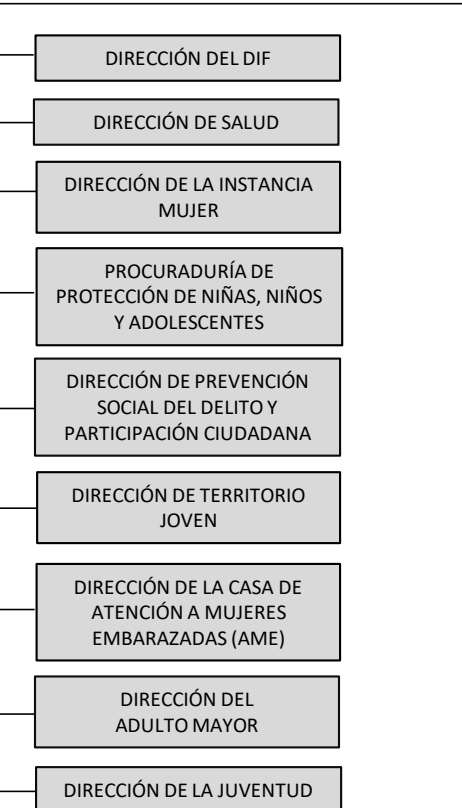 DIRECCIÓN DEL DIF
DIRECCIÓN DE SALUD
DIRECCIÓN DE LA INSTANCIA
MUJER
PROCURADURÍA DE
PROTECCIÓN DE NIÑAS, NIÑOS
Y ADOLESCENTES
DIRECCIÓN DE PREVENCIÓN
SOCIAL DEL DELITO Y
PARTICIPACIÓN CIUDADANA
DIRECCIÓN DE TERRITORIO
JOVEN
DIRECCIÓN DE LA CASA DE
ATENCIÓN A MUJERES
EMBARAZADAS (AME)
DIRECCIÓN DEL
ADULTO MAYOR
DIRECCIÓN DE LA JUVENTUD